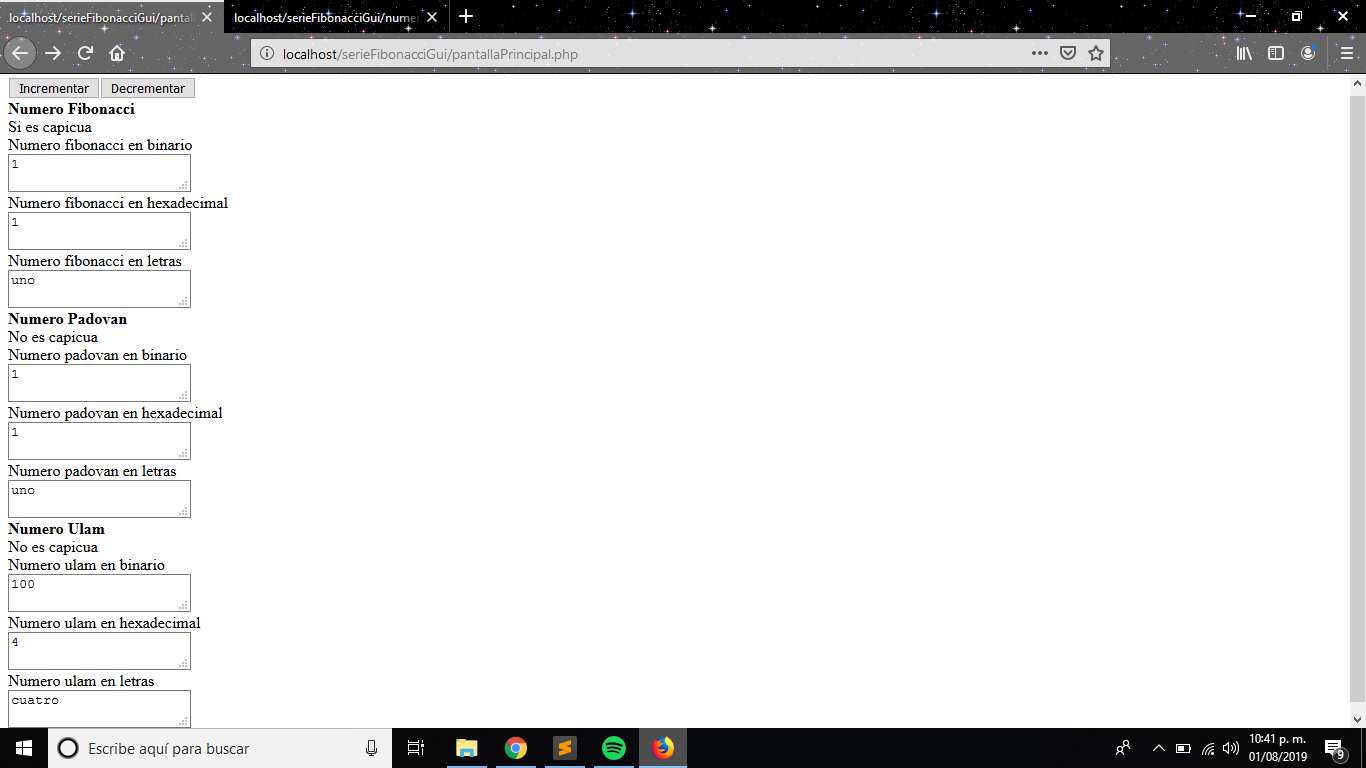 localhost/serieFibonacciGui/pantal
localhost/serieFibonacciGui/numer
localhost/serieFibonacciGui/pantallaPrincipal.php
Incrementar Decrementar
Numero Fibonacci
Si es capicua
Numero fibonacci en binario
1
Numero fibonacci en hexadecimal
1
Numero fibonacci en letras
uno
Numero Padovan
No es capicua
Numero padovan en binario
1
Numero padovan en hexadecimal
1
Numero padovan en letras
uno
Numero Ulam
No es capicua
Numero ulam en binario
100
Numero ulam en hexadecimal
4
Numero ulam en letras
cuatro
Escribe aquí para buscar
10:41 p. m.
01/08/2019
9